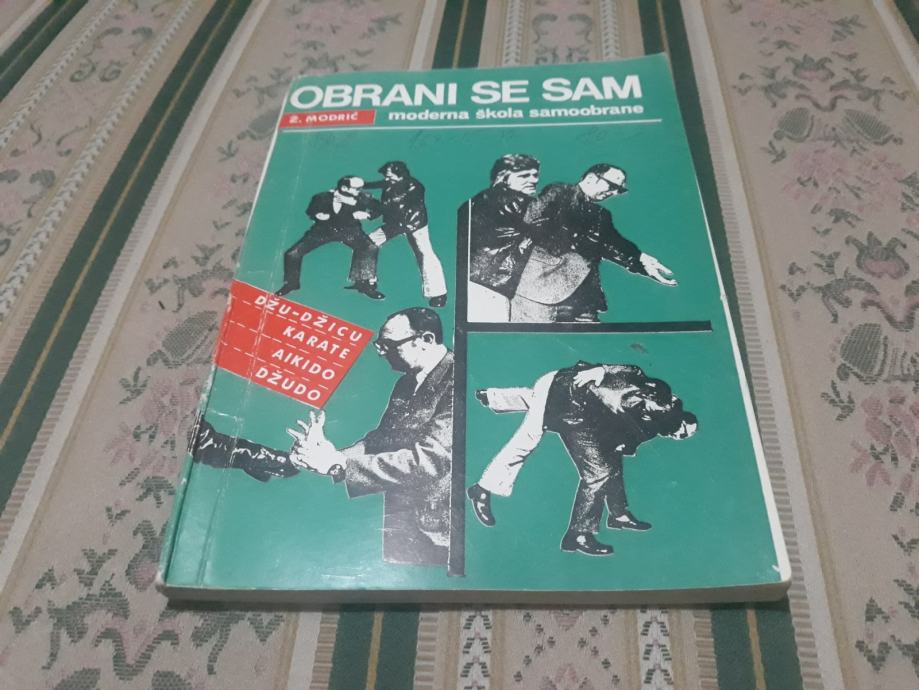 OBRANI SE SAM
Ž. MODRIĆ
moderna škola samoobrane
DŽU-DŽICU
KARATE
AIKIDO
DŽUDO